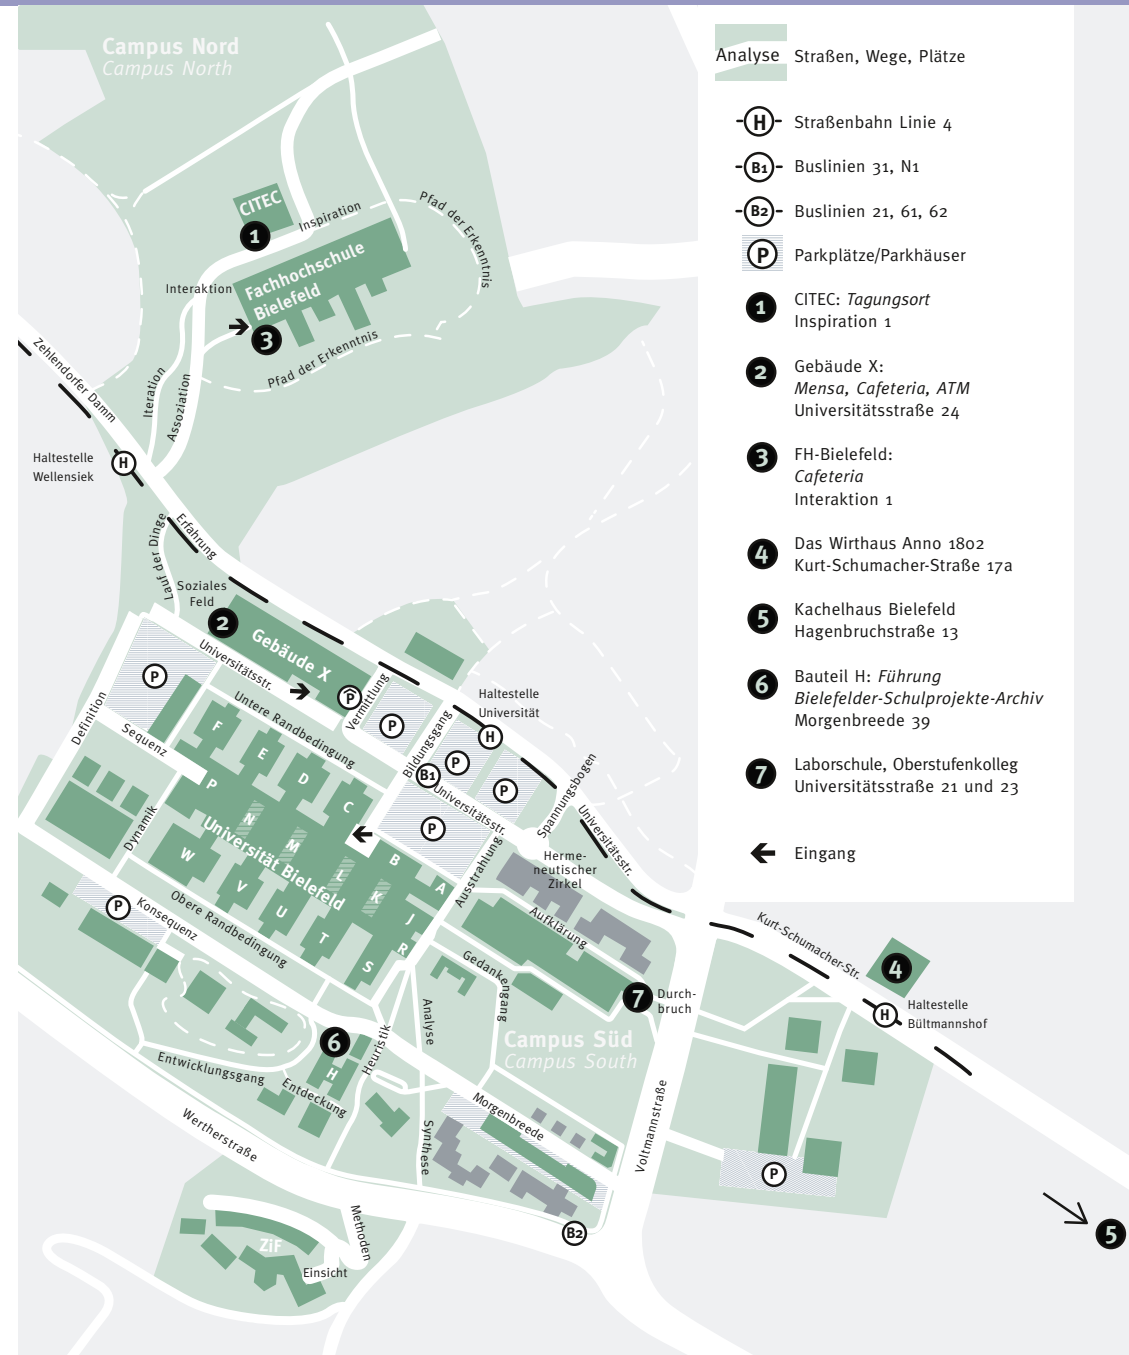 Campus Nord
Campus North
CITEC
1
Inspiration
Pfad der Erkenntnis
Fachhochschule
Bielefeld
Interaktion
3
Pfad der Erkenntnis
Zehlendorfer Damm
Iteration
Assoziation
Haltestelle
Wellensiek
H
Erfahrung
Lauf der Dinge
Soziales
Feld
2
Gebäude X
Universitätsstr.
P
P
Vermittlung
P
Haltestelle
Universität
H
Definition
Untere Randbedingung
Bildungsgang
P
B1
P
Universitätsstr.
Spannungsbogen
Universitätsstr.
Sequenz
F
E
D
C
P
P
Dynamik
N
M
L
K
Universität Bielefeld
W
V
U
T
S
B
A
J
R
Ausstrahlung
Herme-
neutischer
Zirkel
Aufklärung
P
Konsequenz
Obere Randbedingung
Gedankengang
7
Durch-
bruch
Kurt-Schumacher-Str.
4
Haltestelle
Bültmannshof
H
Analyse
Campus Süd
Campus South
6
H
Heuristik
Entwicklungsgang
Entdeckung
Morgenbreede
Synthese
Voltmannstraße
Wertherstraße
P
B2
5
Methoden
ZiF
Einsicht
Analyse Straßen, Wege, Plätze
H Straßenbahn Linie 4
B1 Buslinien 31, N1
B2 Buslinien 21, 61, 62
P Parkplätze/Parkhäuser
1 CITEC: Tagungsort
Inspiration 1
2 Gebäude X:
Mensa, Cafeteria, ATM
Universitätsstraße 24
3 FH-Bielefeld:
Cafeteria
Interaktion 1
4 Das Wirthaus Anno 1802
Kurt-Schumacher-Straße 17a
5 Kachelhaus Bielefeld
Hagenbruchstraße 13
6 Bauteil H: Führung
Bielefelder-Schulprojekte-Archiv
Morgenbreede 39
7 Laborschule, Oberstufenkolleg
Universitätsstraße 21 und 23
Eingang